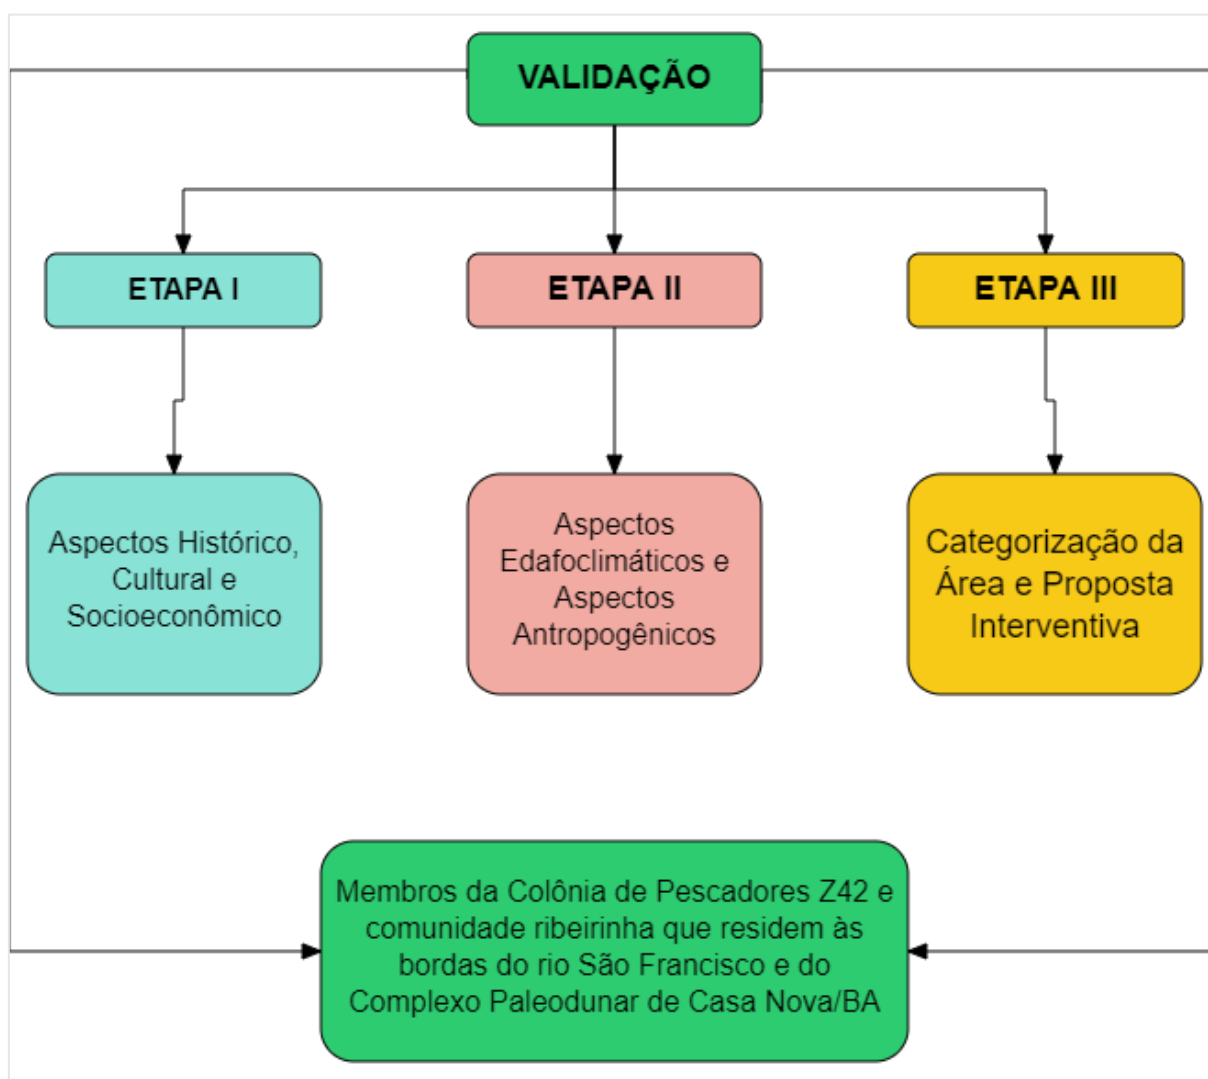 VALIDAÇÃO
ETAPA I
ETAPA II
ETAPA III
Aspectos Histórico,
Cultural e
Socioeconômico
Aspectos
Edafoclimáticos e
Aspectos
Antropogênicos
Categorização da
Área e Proposta
Interventiva
Membros da Colônia de Pescadores Z42 e
comunidade ribeirinha que residem às
bordas do rio São Francisco e do
Complexo Paleodunar de Casa Nova/BA